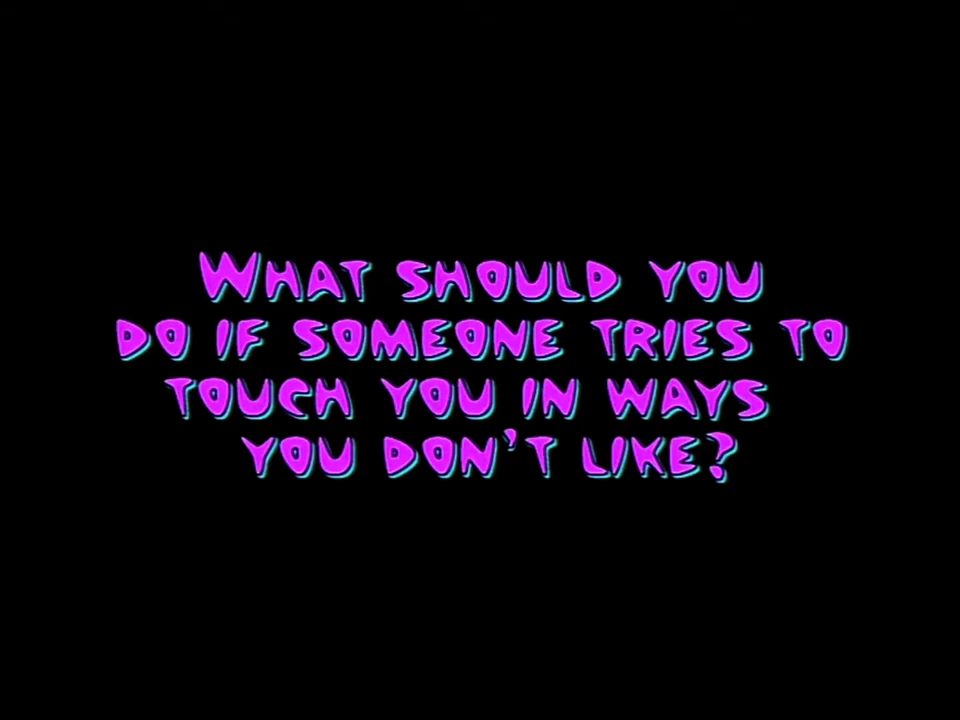 What should you
do if someone tries to
touch you in ways
you don't like?